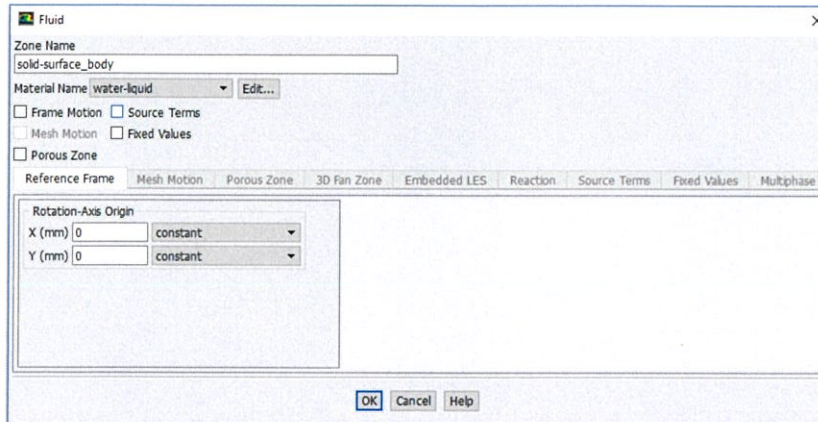 Fluid
Zone Name
solid-surface_body
Material Name water-liquid Edit...
Frame Motion Source Terms
Mesh Motion Fixed Values
Porous Zone
Reference Frame Mesh Motion Porous Zone 3D Fan Zone Embedded LES Reaction Source Terms Fixed Values Multiphase
Rotation-Axis Origin
X (mm) 0 constant
Y (mm) 0 constant
OK Cancel Help